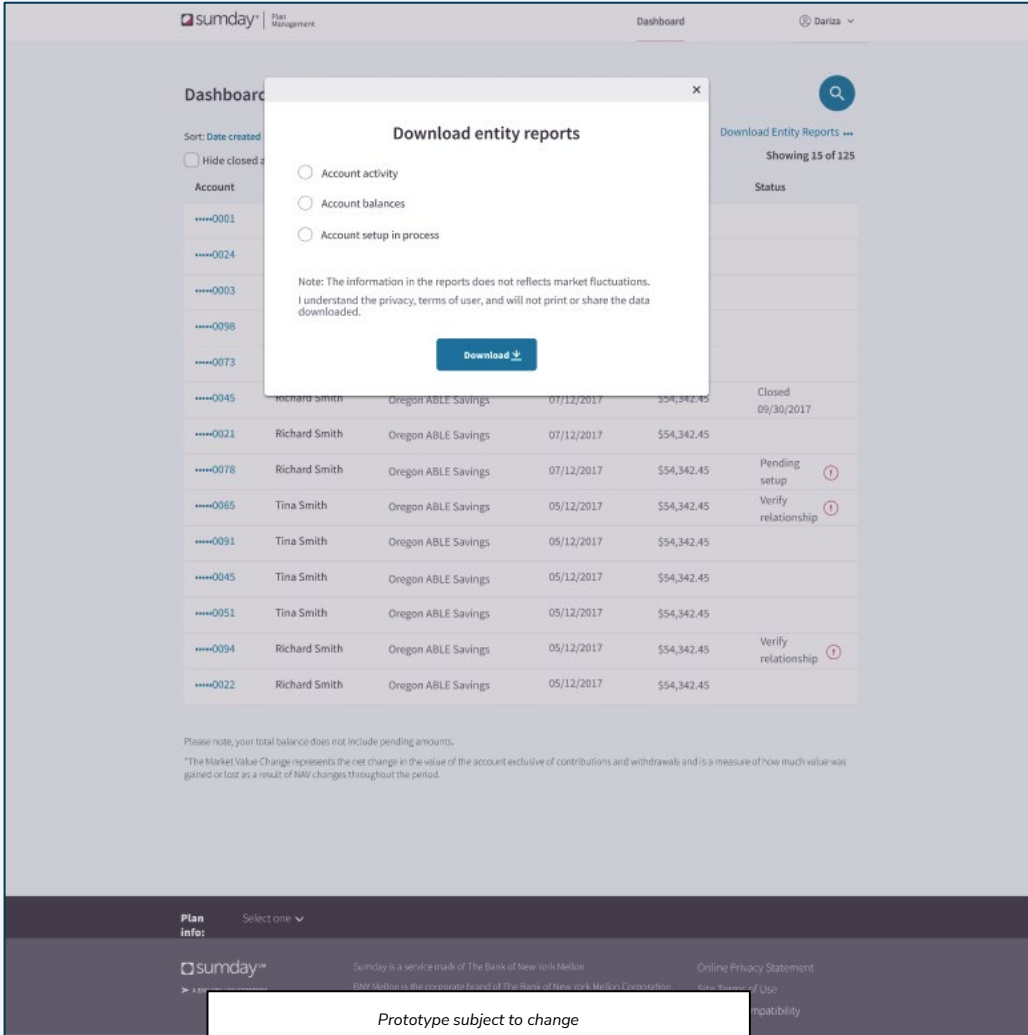 sumday℠ | Plan Management
Dashboard
Dariza
Dashboard
Sort: Date created
Download Entity Reports •••
Hide closed a
Showing 15 of 125
Account
Status
×
Download entity reports
Account activity
Account balances
Account setup in process
Note: The information in the reports does not reflects market fluctuations.
I understand the privacy, terms of user, and will not print or share the data
downloaded.
Download
•••••0001
•••••0024
•••••0003
•••••0098
•••••0073
•••••0045 Richard Smith Oregon ABLE Savings 07/12/2017 $54,342.45 Closed 09/30/2017
•••••0021 Richard Smith Oregon ABLE Savings 07/12/2017 $54,342.45
•••••0078 Richard Smith Oregon ABLE Savings 07/12/2017 $54,342.45 Pending setup
•••••0065 Tina Smith Oregon ABLE Savings 05/12/2017 $54,342.45 Verify relationship
•••••0091 Tina Smith Oregon ABLE Savings 05/12/2017 $54,342.45
•••••0045 Tina Smith Oregon ABLE Savings 05/12/2017 $54,342.45
•••••0051 Tina Smith Oregon ABLE Savings 05/12/2017 $54,342.45
•••••0094 Richard Smith Oregon ABLE Savings 05/12/2017 $54,342.45 Verify relationship
•••••0022 Richard Smith Oregon ABLE Savings 05/12/2017 $54,342.45
Please note, your total balance does not include pending amounts.
*The Market Value Change represents the net change in the value of the account exclusive of contributions and withdrawals and is a measure of how much value was
gained or lost as a result of NAV changes throughout the period.
Plan info: Select one
sumday℠
Sumday is a service mark of The Bank of New York Mellon.
Online Privacy Statement
BNY Mellon is the corporate brand of The Bank of New York Mellon Corporation.
Site Terms of Use
mpatibility
Prototype subject to change